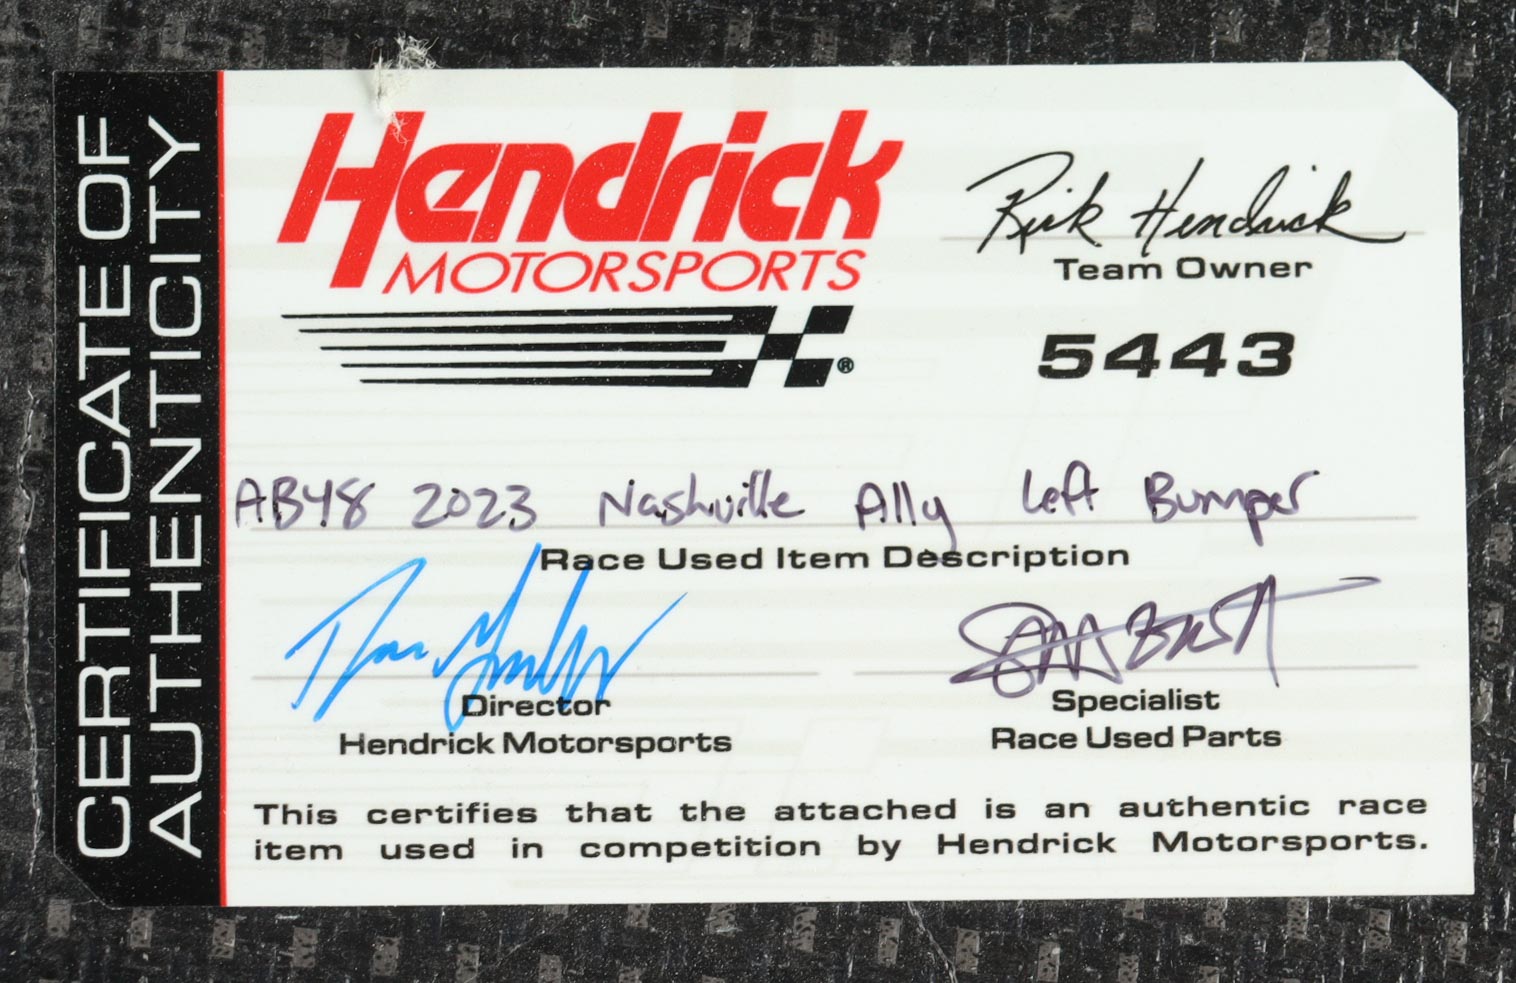 CERTIFICATE OF
AUTHENTICITY
Hendrick
MOTORSPORTS
®
Rick Hendrick
Team Owner
5443
AB48 2023 Nashville Ally Left Bumper
Race Used Item Description
Director
Hendrick Motorsports
Specialist
Race Used Parts
This certifies that the attached is an authentic race
item used in competition by Hendrick Motorsports.